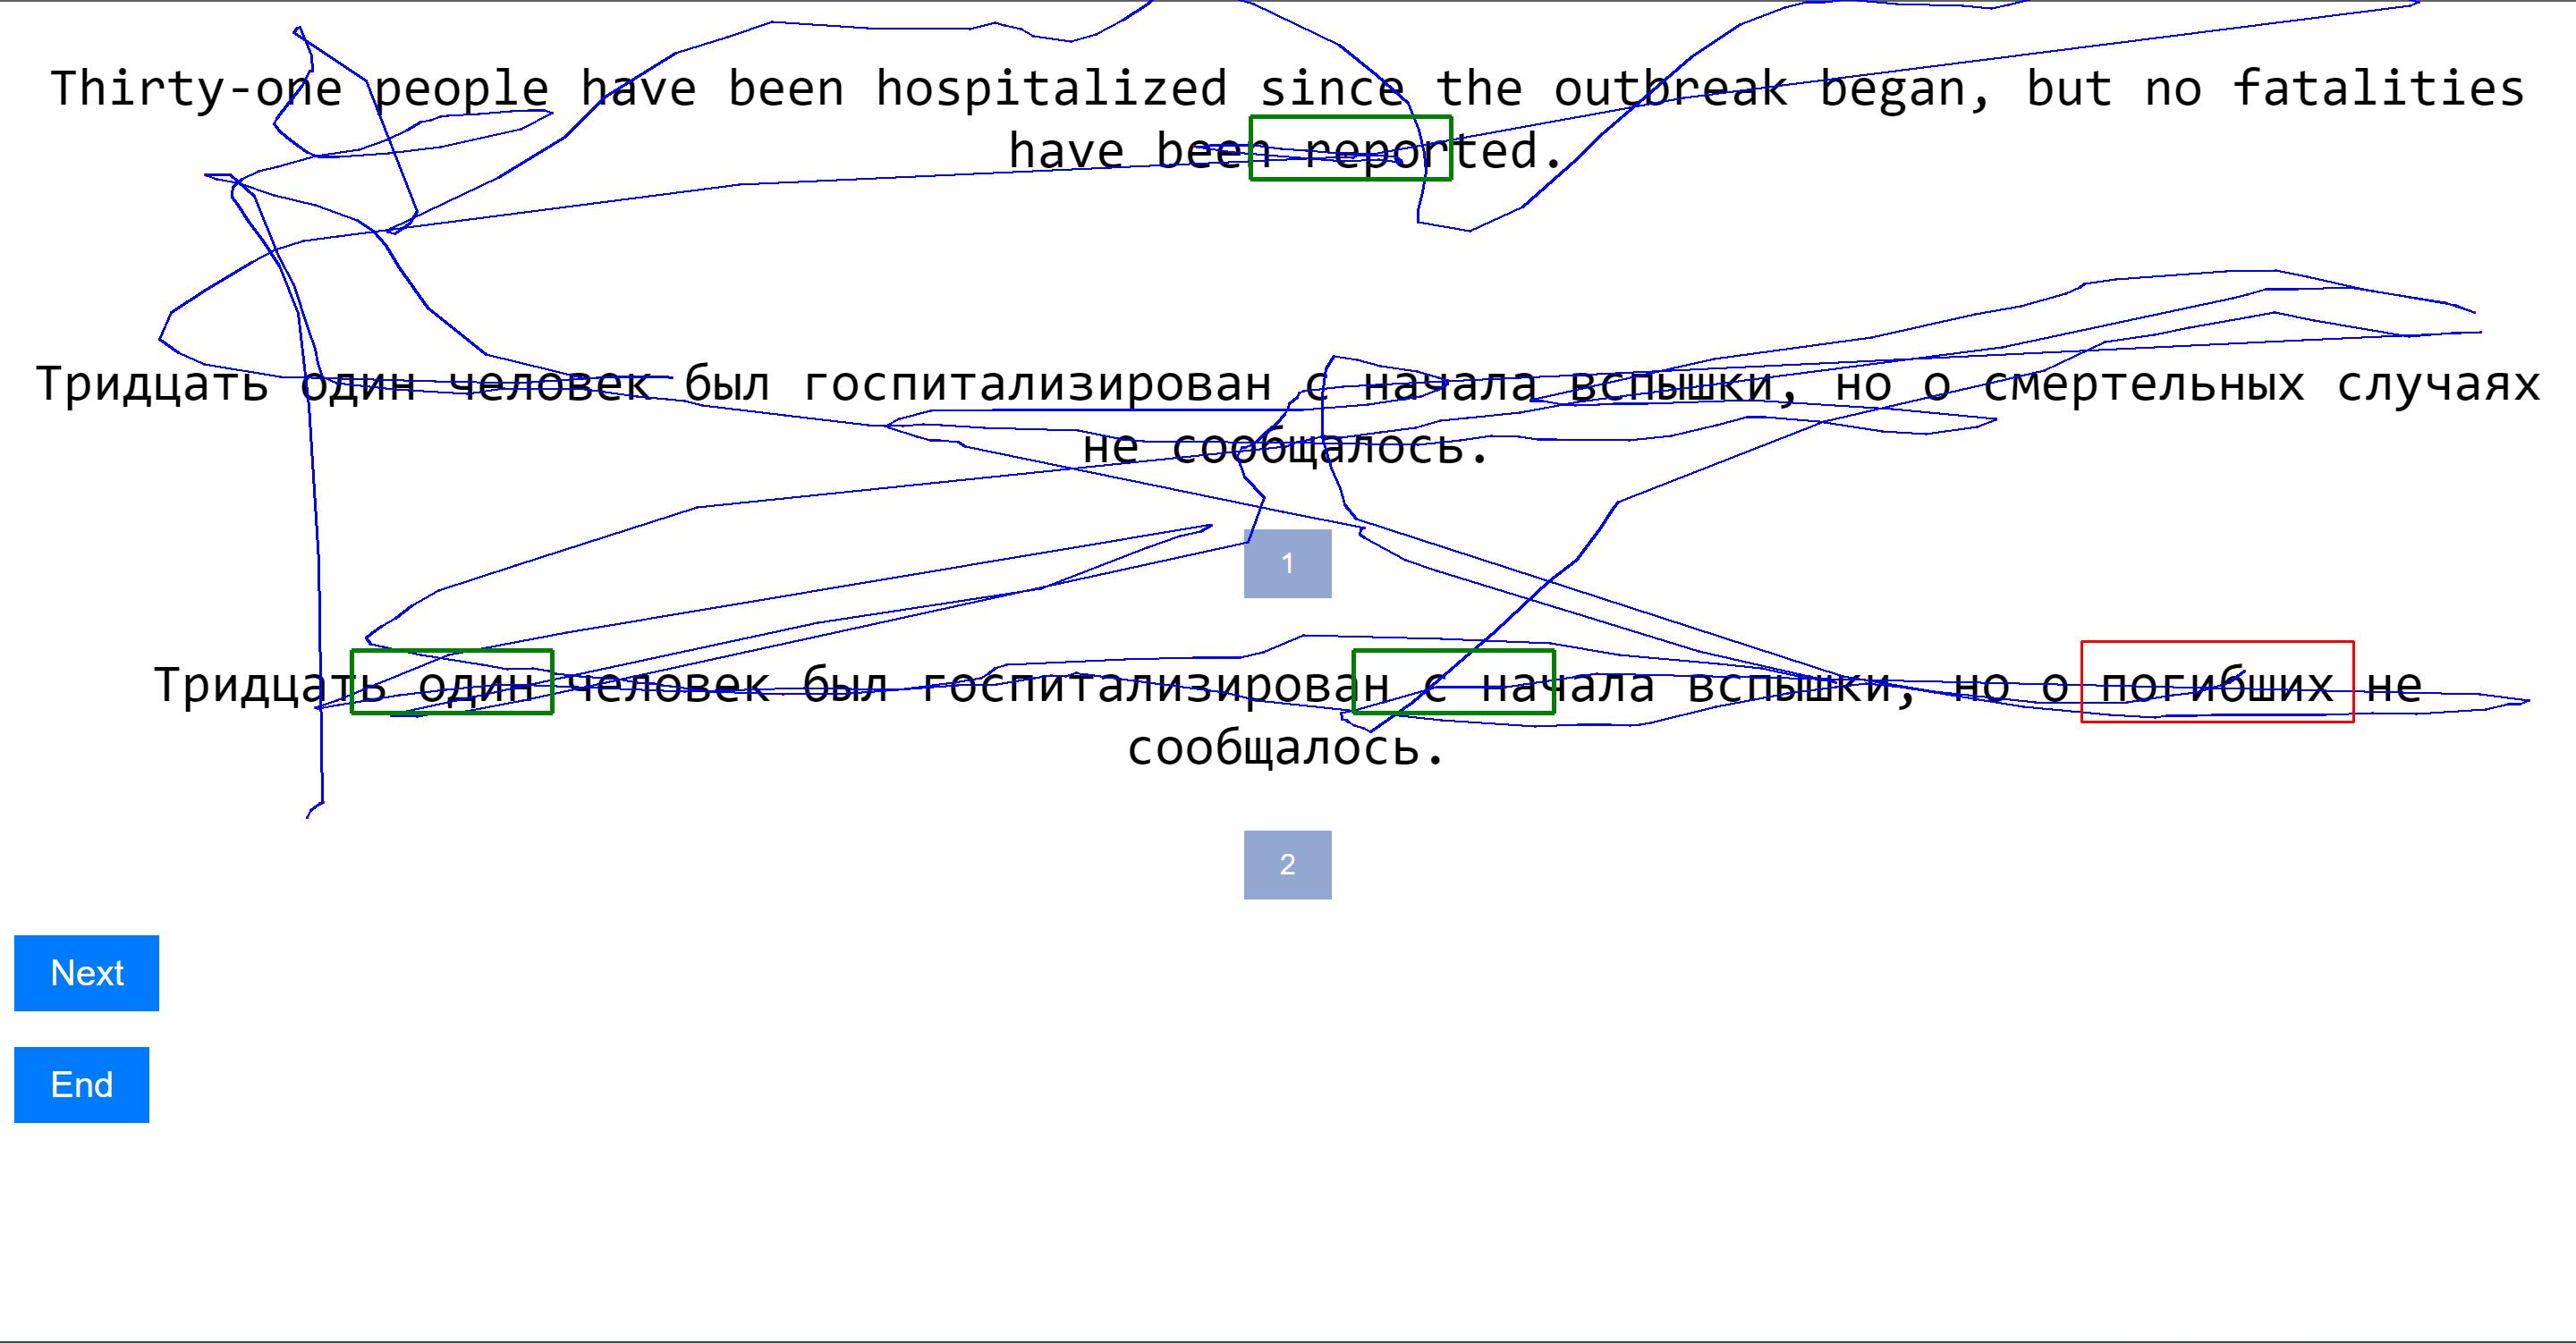 Thirty-one people have been hospitalized since the outbreak began, but no fatalities
have been reported.
Тридцать один человек был госпитализирован с начала вспышки, но о смертельных случаях
не сообщалось.
1
Тридцать один человек был госпитализирован с начала вспышки, но о погибших не
сообщалось.
2
Next
End